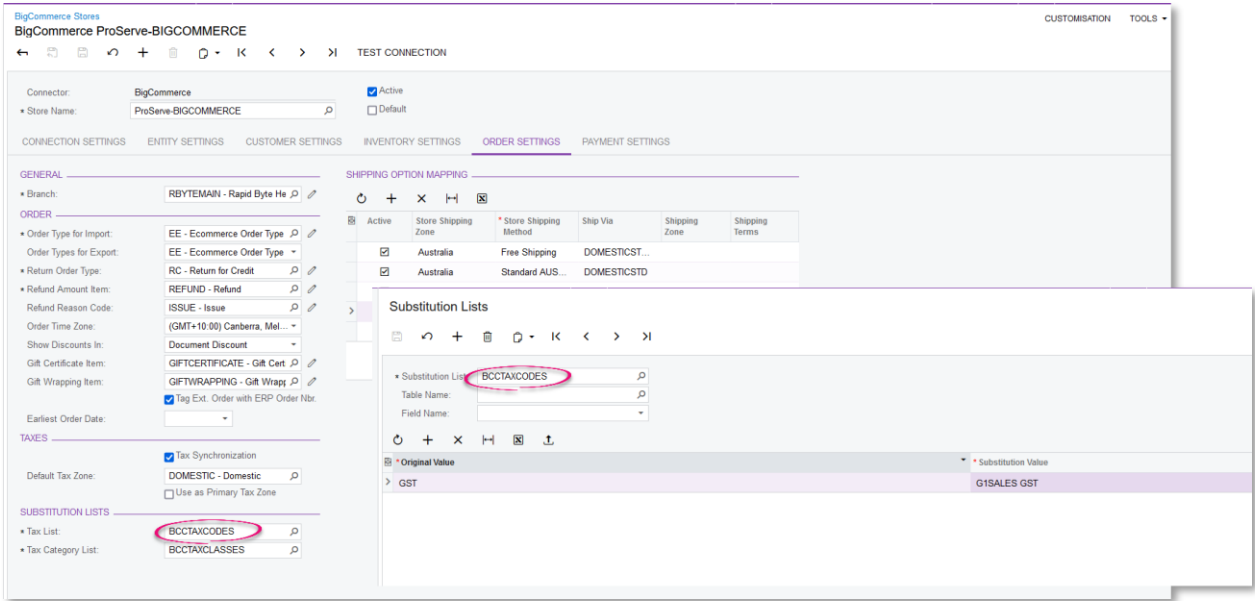 BigCommerce Stores
BigCommerce ProServe-BIGCOMMERCE
CUSTOMISATION TOOLS
TEST CONNECTION
Connector: BigCommerce Active
* Store Name: ProServe-BIGCOMMERCE Default
CONNECTION SETTINGS ENTITY SETTINGS CUSTOMER SETTINGS INVENTORY SETTINGS ORDER SETTINGS PAYMENT SETTINGS
GENERAL
* Branch: RBYTEMAIN - Rapid Byte He
ORDER
* Order Type for Import: EE - Ecommerce Order Type
Order Types for Export: EE - Ecommerce Order Type
* Return Order Type: RC - Return for Credit
* Refund Amount Item: REFUND - Refund
Refund Reason Code: ISSUE - Issue
Order Time Zone: (GMT+10:00) Canberra, Mel...
Show Discounts In: Document Discount
Gift Certificate Item: GIFTCERTIFICATE - Gift Cert
Gift Wrapping Item: GIFTWRAPPING - Gift Wrapp
Tag Ext. Order with ERP Order Nbr.
Earliest Order Date:
TAXES
Tax Synchronization
Default Tax Zone: DOMESTIC - Domestic
Use as Primary Tax Zone
SUBSTITUTION LISTS
* Tax List: BCCTAXCODES
* Tax Category List: BCCTAXCLASSES
SHIPPING OPTION MAPPING
Active Store Shipping Zone * Store Shipping Method Ship Via Shipping Zone Shipping Terms
Australia Free Shipping DOMESTICST...
Australia Standard AUS... DOMESTICSTD
Substitution Lists
* Substitution List BCCTAXCODES
Table Name:
Field Name:
* Original Value * Substitution Value
GST G1SALES GST